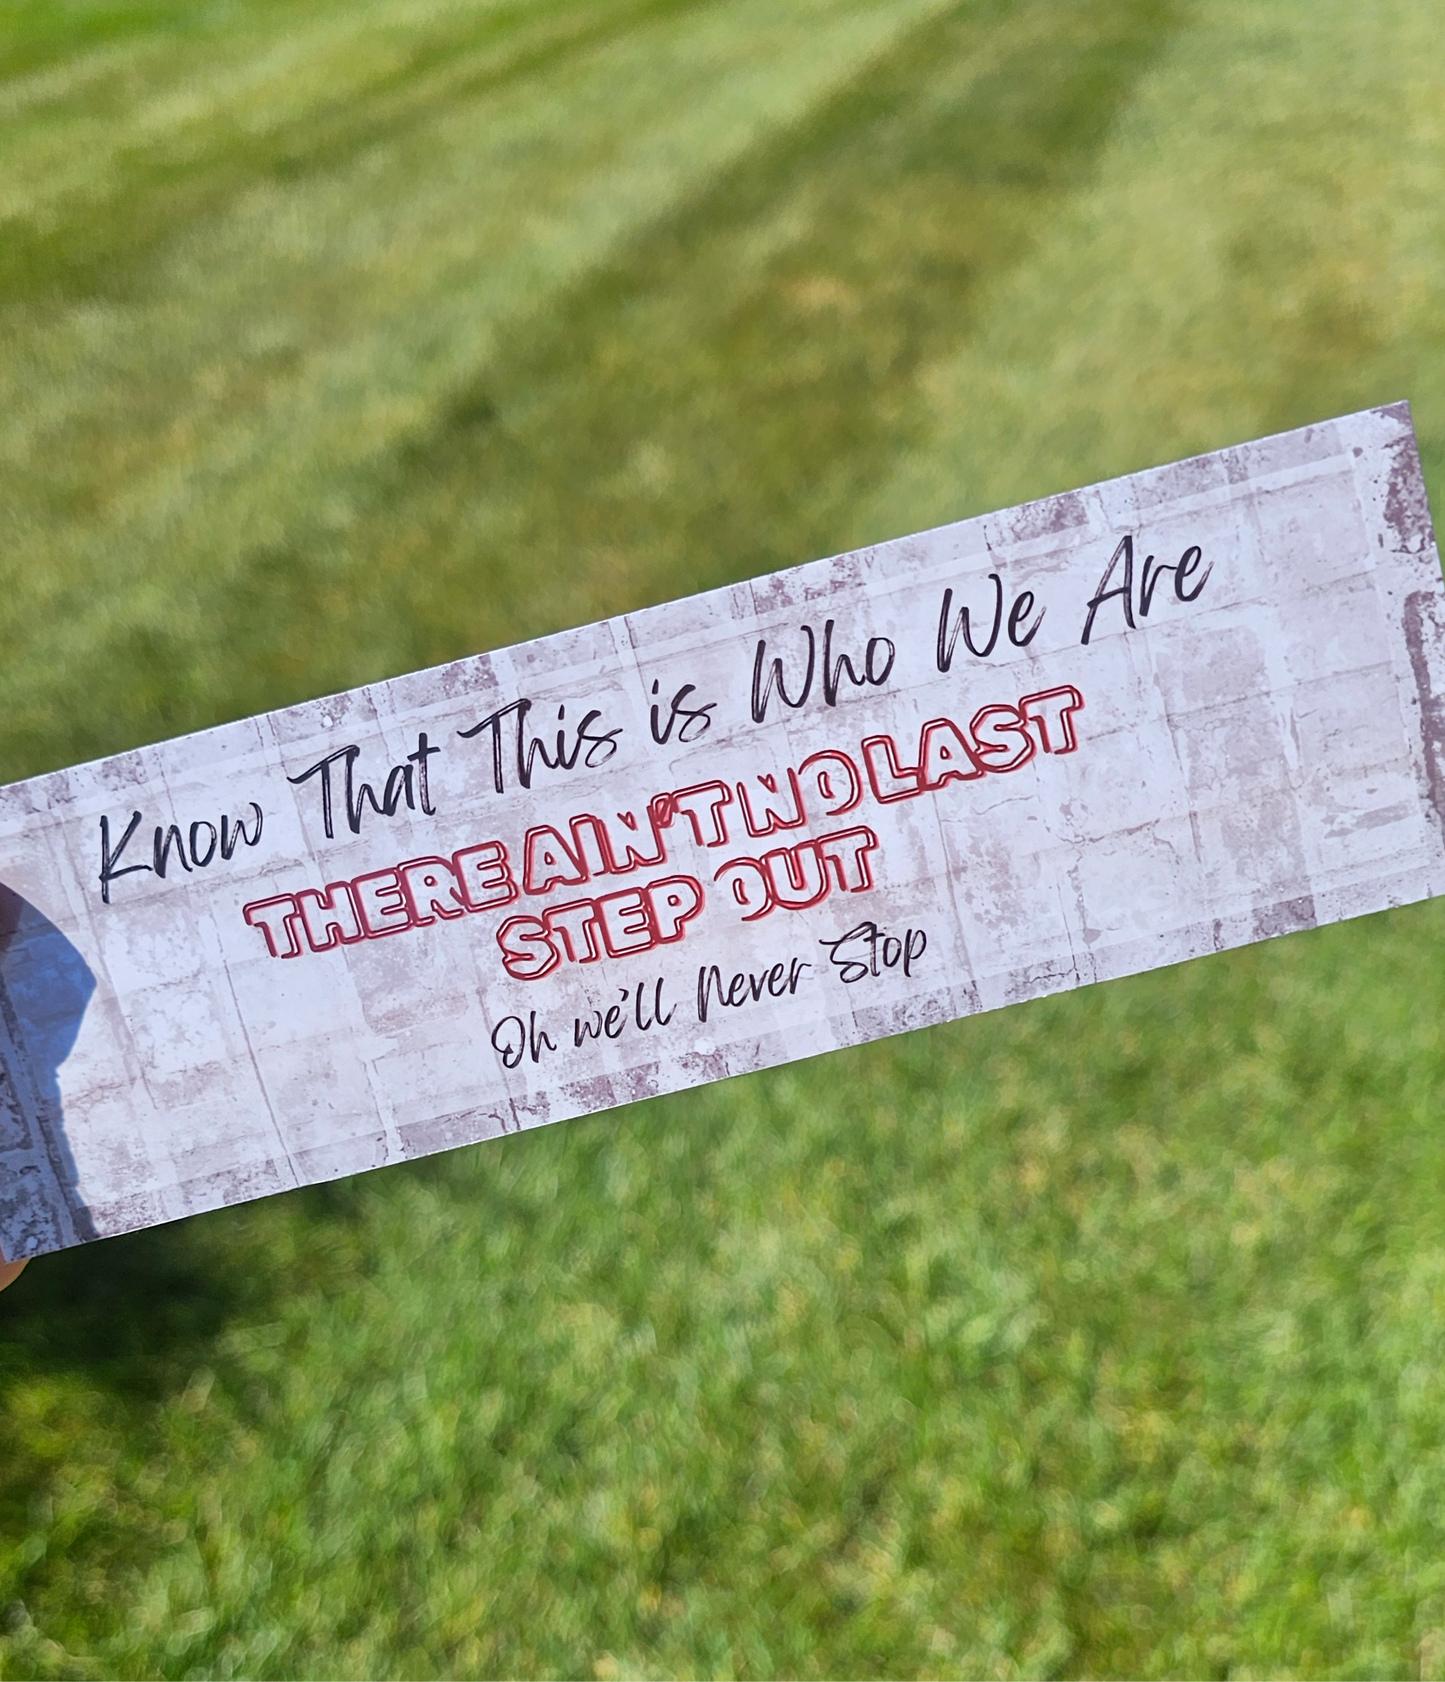 Know That This is Who We Are
THERE AIN'T NO LAST
STEP OUT
Oh we'll Never Stop